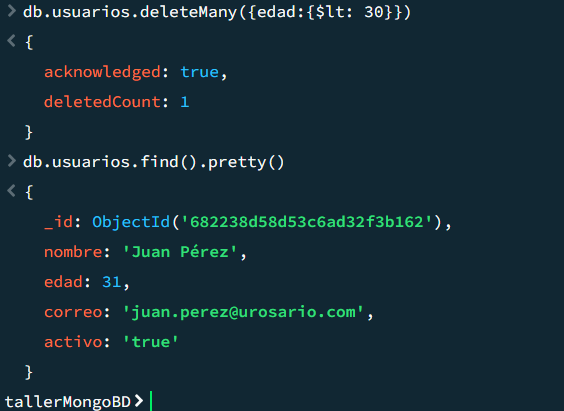 > db.usuarios.deleteMany({edad:{$lt: 30}})
< {
acknowledged: true,
deletedCount: 1
}
> db.usuarios.find().pretty()
< {
_id: ObjectId('682238d58d53c6ad32f3b162'),
nombre: 'Juan Pérez',
edad: 31,
correo: 'juan.perez@urosario.com',
activo: 'true'
}
tallerMongoBD>